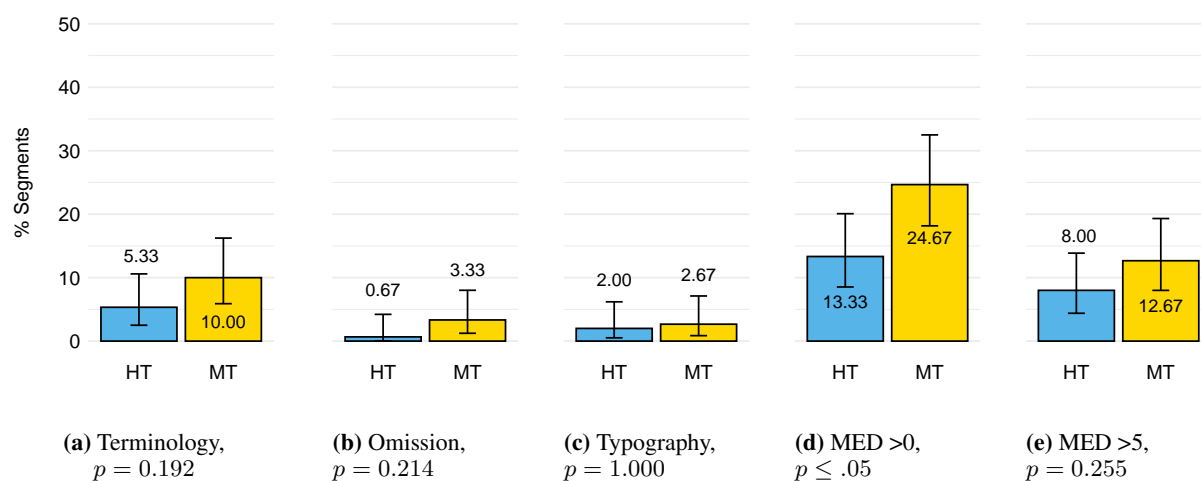 % Segments
50
40
30
20
10
0
5.33
10.00
HT MT
0.67
3.33
HT MT
2.00
2.67
HT MT
13.33
24.67
HT MT
8.00
12.67
HT MT
(a) Terminology,
p = 0.192
(b) Omission,
p = 0.214
(c) Typography,
p = 1.000
(d) MED >0,
p ≤ .05
(e) MED >5,
p = 0.255